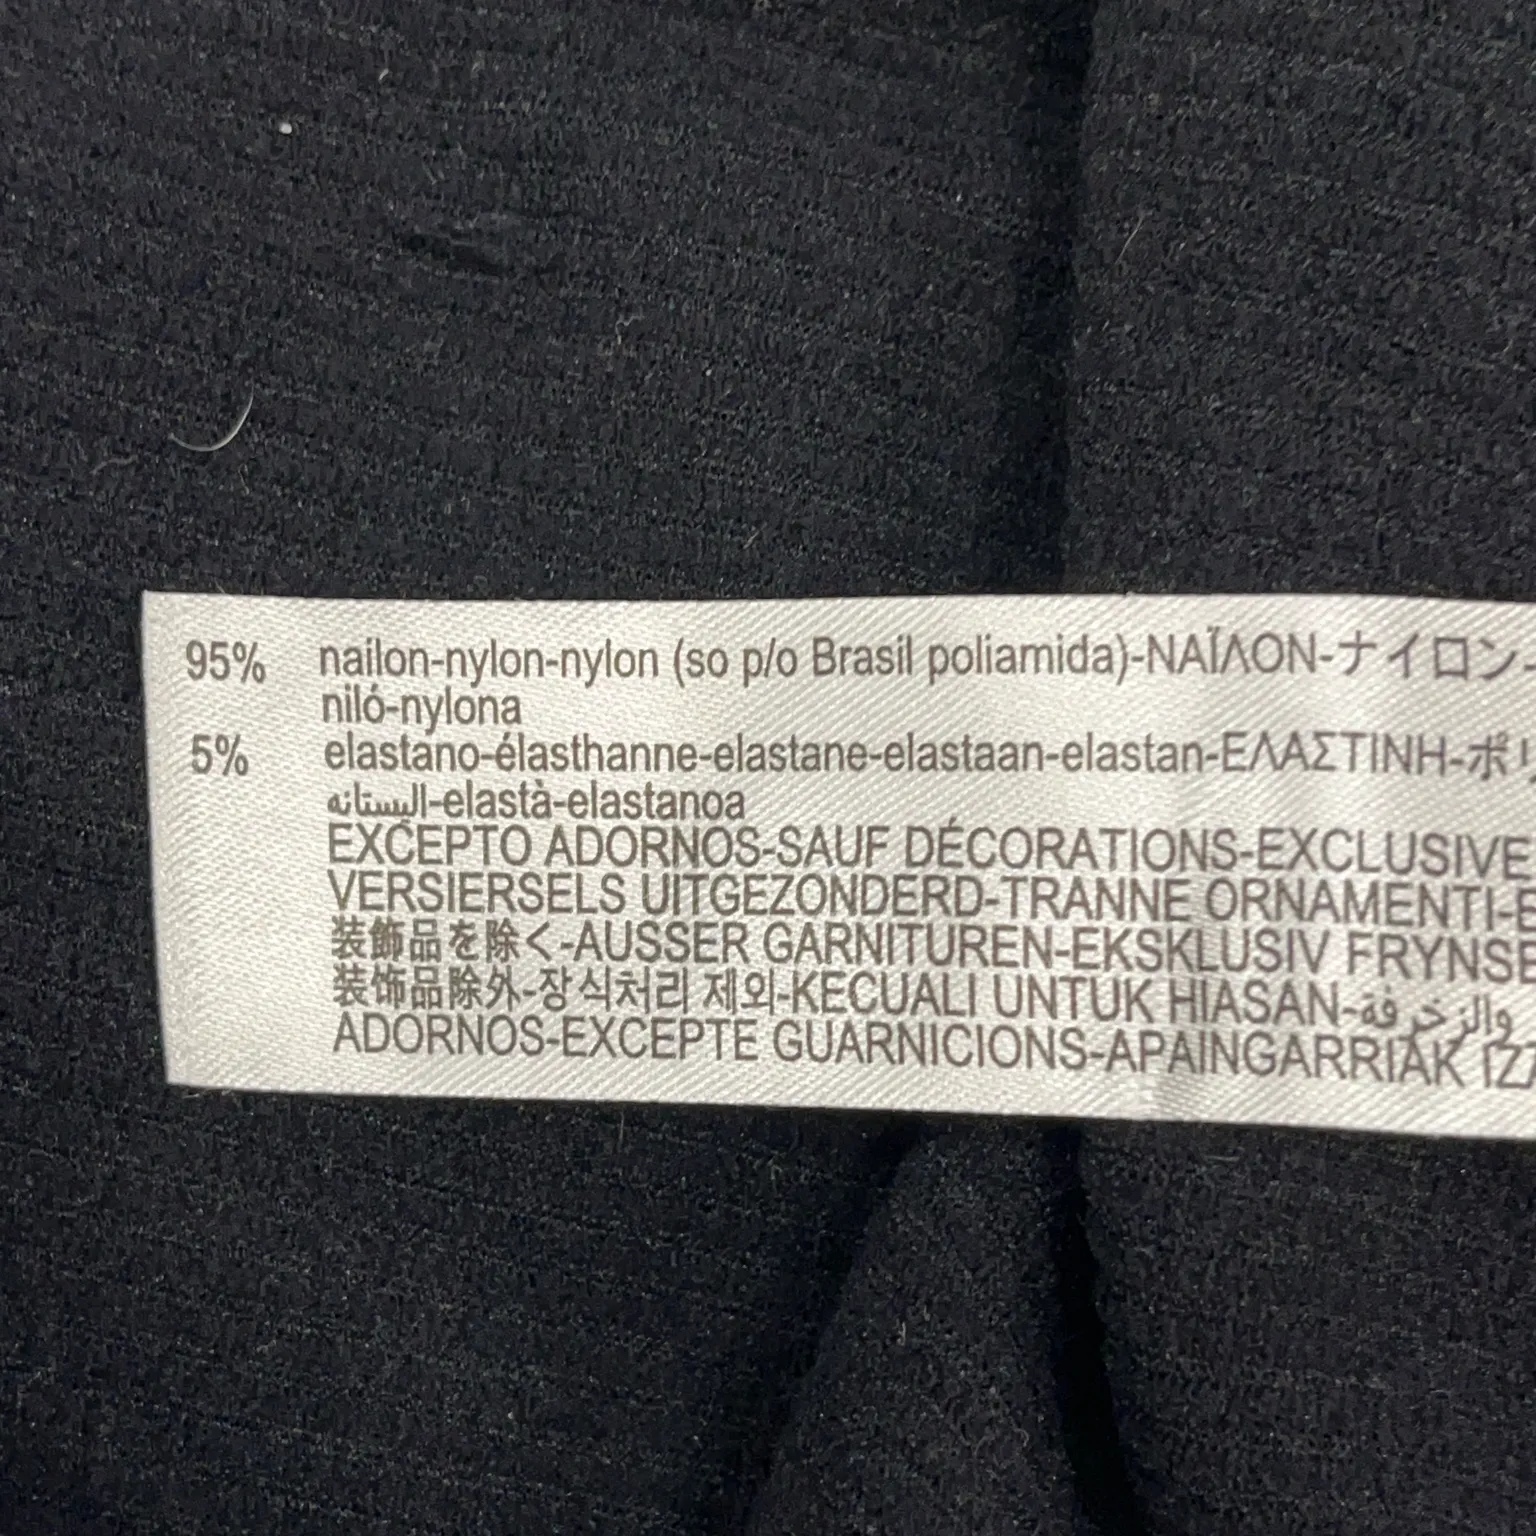 95% nailon-nylon-nylon (so p/o Brasil poliamida)-ΝΑΪΛΟΝ-ナイロン-
niló-nylona
5% elastano-élasthanne-elastane-elastaan-elastan-ΕΛΑΣΤΙΝΗ-ポリ
اليستانه-elastà-elastanoa
EXCEPTO ADORNOS-SAUF DÉCORATIONS-EXCLUSIVE
VERSIERSELS UITGEZONDERD-TRANNE ORNAMENTI-E
装飾品を除く-AUSSER GARNITUREN-EKSKLUSIV FRYNSE
装饰品除外-장식처리 제외-KECUALI UNTUK HIASAN-والزخرفة
ADORNOS-EXCEPTE GUARNICIONS-APAINGARRIAK IZ